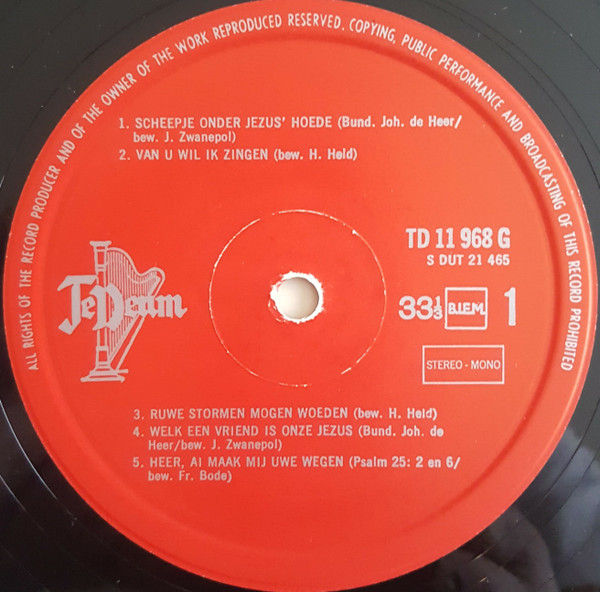 ALL RIGHTS OF THE RECORD PRODUCER AND OF THE OWNER OF THE WORK REPRODUCED RESERVED. COPYING, PUBLIC PERFORMANCE AND BROADCASTING OF THIS RECORD PROHIBITED
1. SCHEEPJE ONDER JEZUS' HOEDE (Bund. Joh. de Heer/
bew. J. Zwanepol)
2. VAN U WIL IK ZINGEN (bew. H. Held)
TD 11 968 G
S DUT 21 465
TeDeum
33⅓ B.I.E.M. 1
STEREO - MONO
3. RUWE STORMEN MOGEN WOEDEN (bew. H. Held)
4. WELK EEN VRIEND IS ONZE JEZUS (Bund. Joh. de
Heer/bew. J. Zwanepol)
5. HEER, AI MAAK MIJ UWE WEGEN (Psalm 25: 2 en 6/
bew. Fr. Bode)